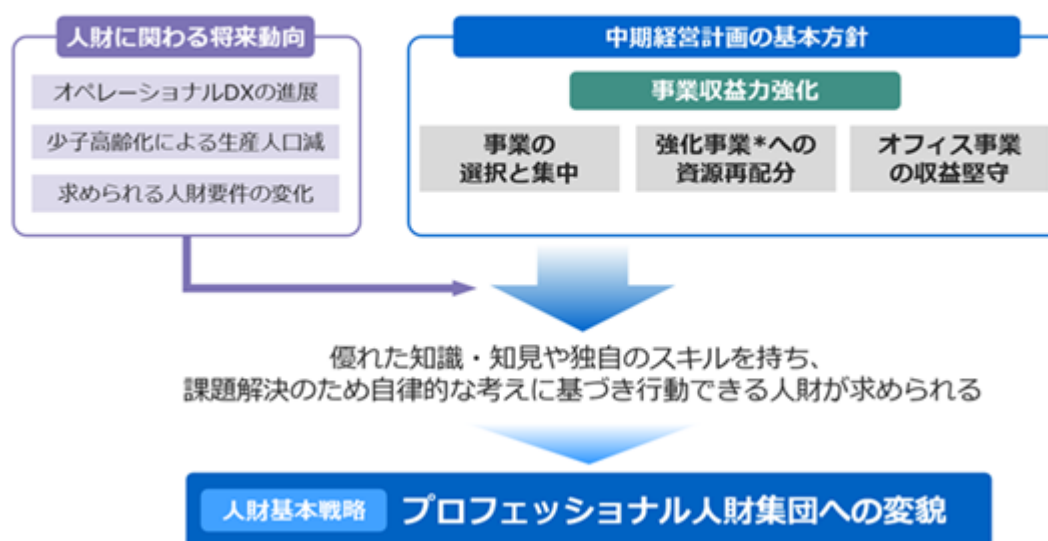 人財に関わる将来動向
オペレーショナルDXの進展
少子高齢化による生産人口減
求められる人財要件の変化
中期経営計画の基本方針
事業収益力強化
事業の
選択と集中
強化事業*への
資源再配分
オフィス事業
の収益堅守
優れた知識・知見や独自のスキルを持ち、
課題解決のため自律的な考えに基づき行動できる人財が求められる
人財基本戦略 プロフェッショナル人財集団への変貌